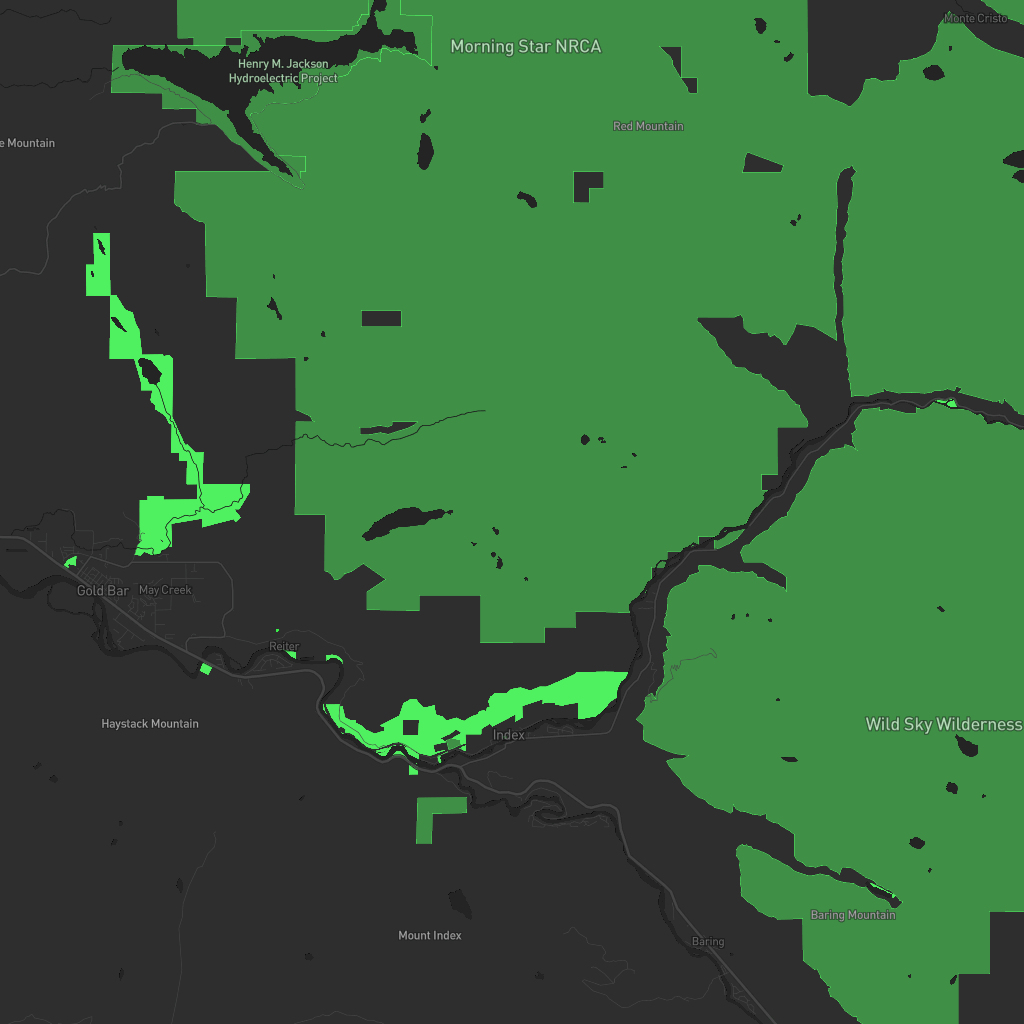 Monte Cristo
Morning Star NRCA
Henry M. Jackson
Hydroelectric Project
Red Mountain
e Mountain
Gold Bar
May Creek
Reiter
Haystack Mountain
Index
Wild Sky Wilderness
Baring Mountain
Mount Index
Baring